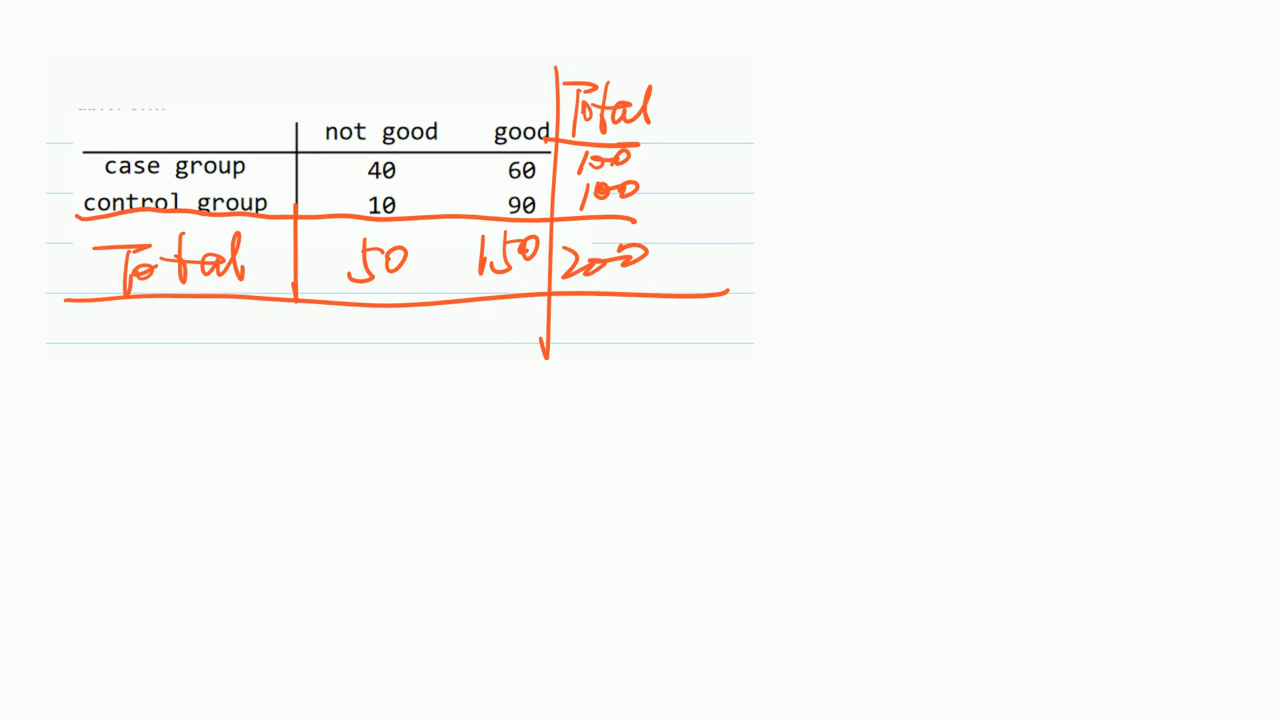 Total
not good good
case group 40 60 100
control group 10 90 100
Total 50 150 200